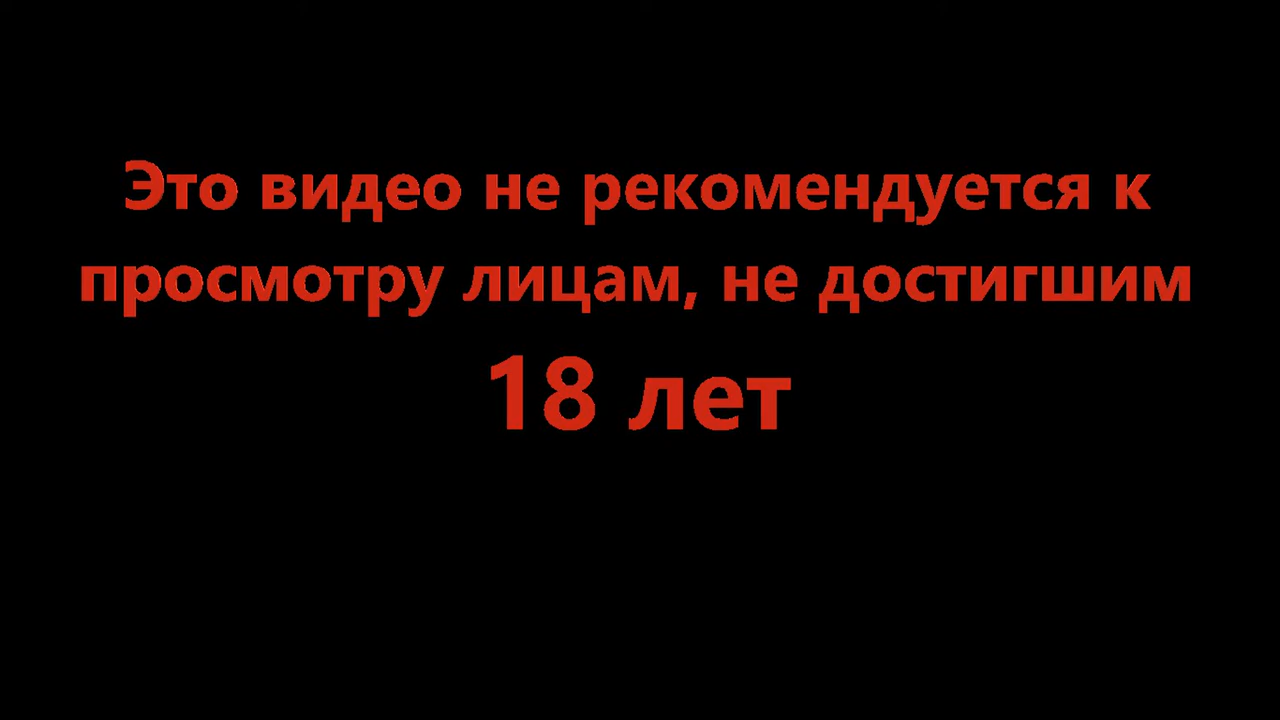 Это видео не рекомендуется к
просмотру лицам, не достигшим
18 лет